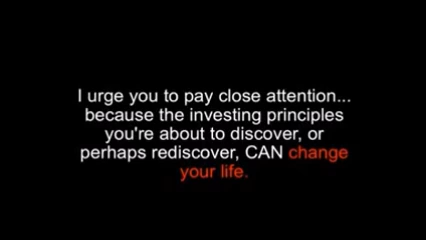 I urge you to pay close attention...
because the investing principles
you're about to discover, or
perhaps rediscover, CAN change
your life.